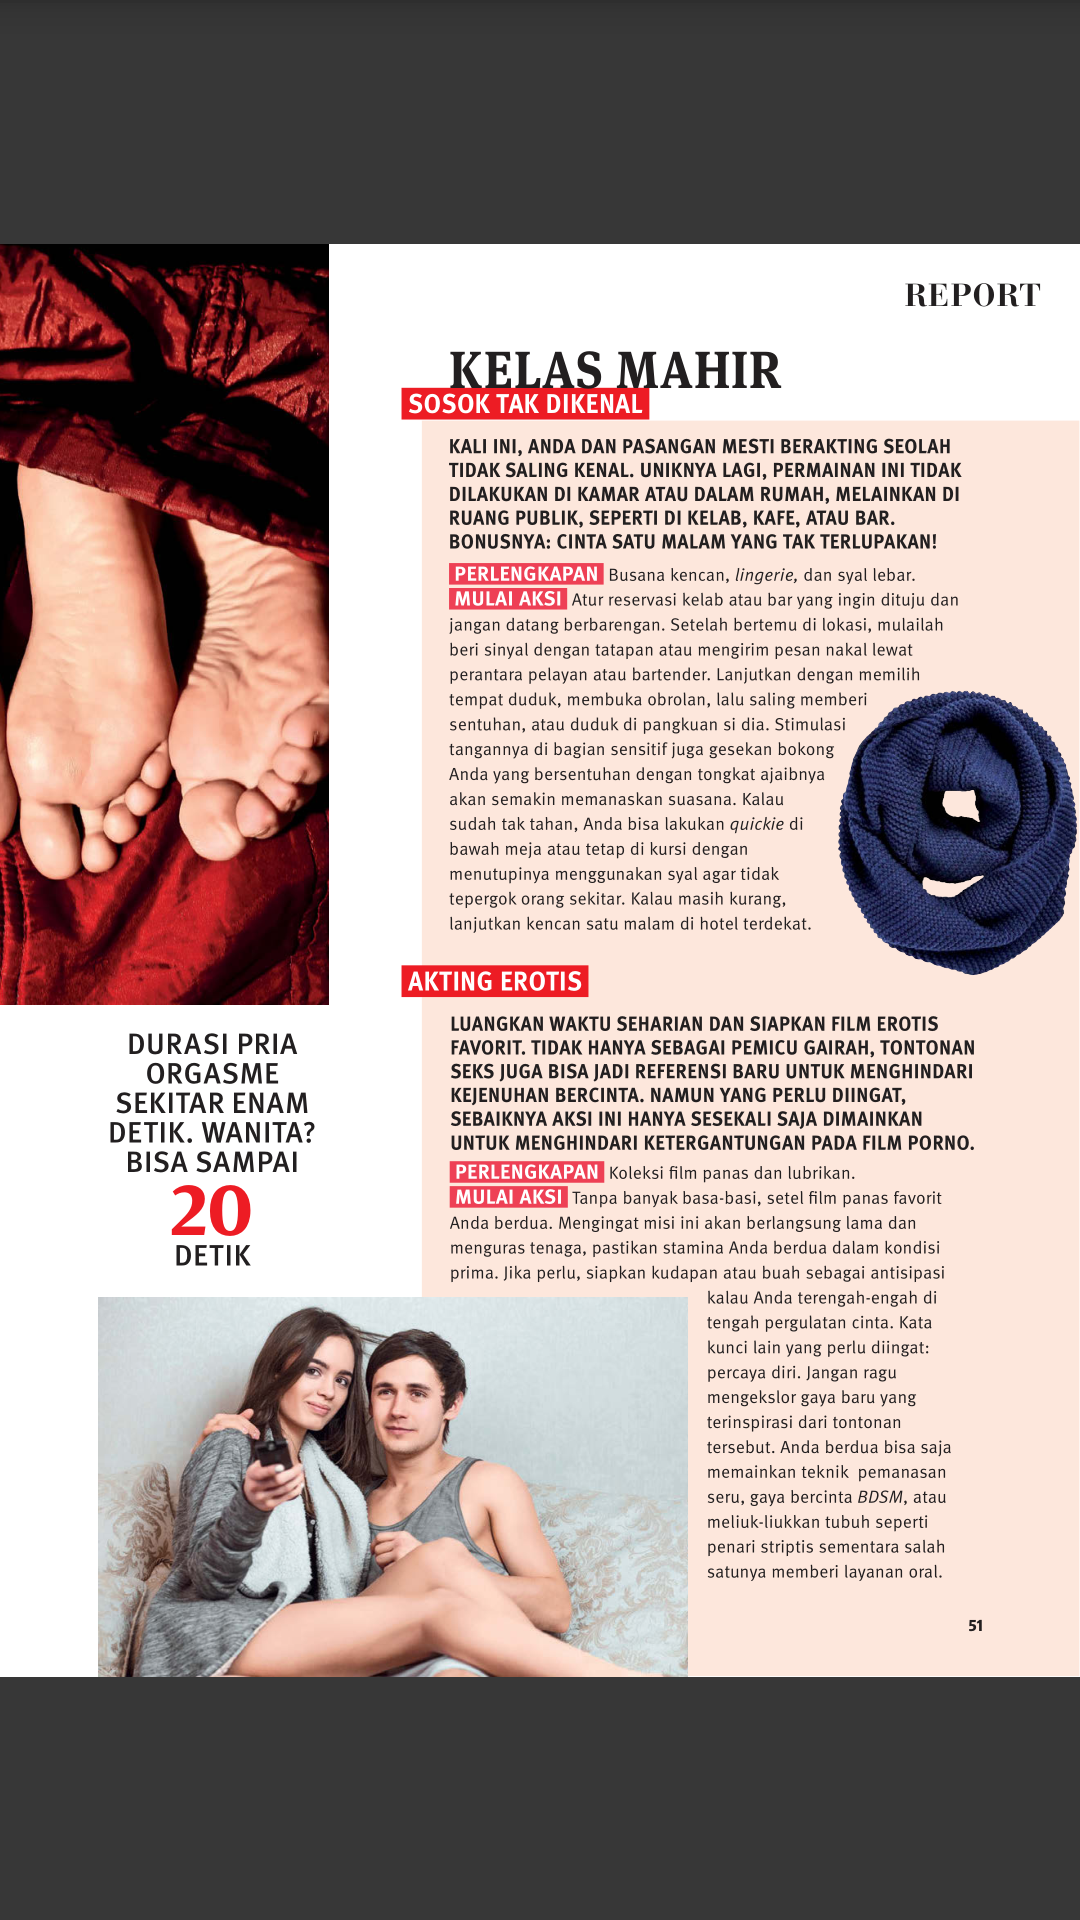 REPORT
KELAS MAHIR
SOSOK TAK DIKENAL
KALI INI, ANDA DAN PASANGAN MESTI BERAKTING SEOLAH
TIDAK SALING KENAL. UNIKNYA LAGI, PERMAINAN INI TIDAK
DILAKUKAN DI KAMAR ATAU DALAM RUMAH, MELAINKAN DI
RUANG PUBLIK, SEPERTI DI KELAB, KAFE, ATAU BAR.
BONUSNYA: CINTA SATU MALAM YANG TAK TERLUPAKAN!
PERLENGKAPAN Busana kencan, lingerie, dan syal lebar.
MULAI AKSI Atur reservasi kelab atau bar yang ingin dituju dan
jangan datang berbarengan. Setelah bertemu di lokasi, mulailah
beri sinyal dengan tatapan atau mengirim pesan nakal lewat
perantara pelayan atau bartender. Lanjutkan dengan memilih
tempat duduk, membuka obrolan, lalu saling memberi
sentuhan, atau duduk di pangkuan si dia. Stimulasi
tangannya di bagian sensitif juga gesekan bokong
Anda yang bersentuhan dengan tongkat ajaibnya
akan semakin memanaskan suasana. Kalau
sudah tak tahan, Anda bisa lakukan quickie di
bawah meja atau tetap di kursi dengan
menutupinya menggunakan syal agar tidak
tepergok orang sekitar. Kalau masih kurang,
lanjutkan kencan satu malam di hotel terdekat.
AKTING EROTIS
LUANGKAN WAKTU SEHARIAN DAN SIAPKAN FILM EROTIS
FAVORIT. TIDAK HANYA SEBAGAI PEMICU GAIRAH, TONTONAN
SEKS JUGA BISA JADI REFERENSI BARU UNTUK MENGHINDARI
KEJENUHAN BERCINTA. NAMUN YANG PERLU DIINGAT,
SEBAIKNYA AKSI INI HANYA SESEKALI SAJA DIMAINKAN
UNTUK MENGHINDARI KETERGANTUNGAN PADA FILM PORNO.
PERLENGKAPAN Koleksi film panas dan lubrikan.
MULAI AKSI Tanpa banyak basa-basi, setel film panas favorit
Anda berdua. Mengingat misi ini akan berlangsung lama dan
menguras tenaga, pastikan stamina Anda berdua dalam kondisi
prima. Jika perlu, siapkan kudapan atau buah sebagai antisipasi
kalau Anda terengah-engah di
tengah pergulatan cinta. Kata
kunci lain yang perlu diingat:
percaya diri. Jangan ragu
mengekslor gaya baru yang
terinspirasi dari tontonan
tersebut. Anda berdua bisa saja
memainkan teknik pemanasan
seru, gaya bercinta BDSM, atau
meliuk-liukkan tubuh seperti
penari striptis sementara salah
satunya memberi layanan oral.
DURASI PRIA
ORGASME
SEKITAR ENAM
DETIK. WANITA?
BISA SAMPAI
20
DETIK
51